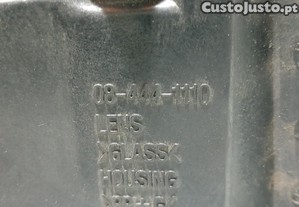 CustoJusto.pt
08-444-1110
LENS
>GLASS<
HOUSING